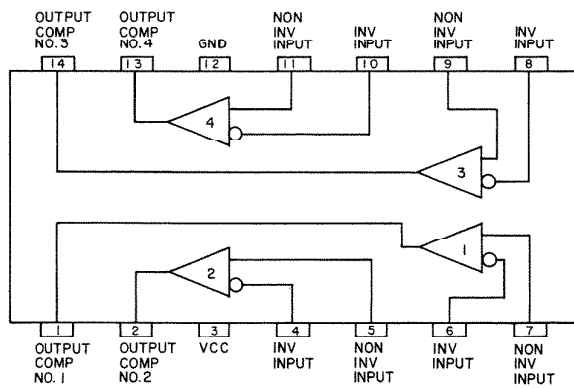 OUTPUT
COMP
NO.3
OUTPUT
COMP
NO.4
GND
NON
INV
INPUT
INV
INPUT
NON
INV
INPUT
INV
INPUT
14
13
12
11
10
9
8
4
3
1
2
1
2
3
4
5
6
7
OUTPUT
COMP
NO.1
OUTPUT
COMP
NO.2
VCC
INV
INPUT
NON
INV
INPUT
INV
INPUT
NON
INV
INPUT